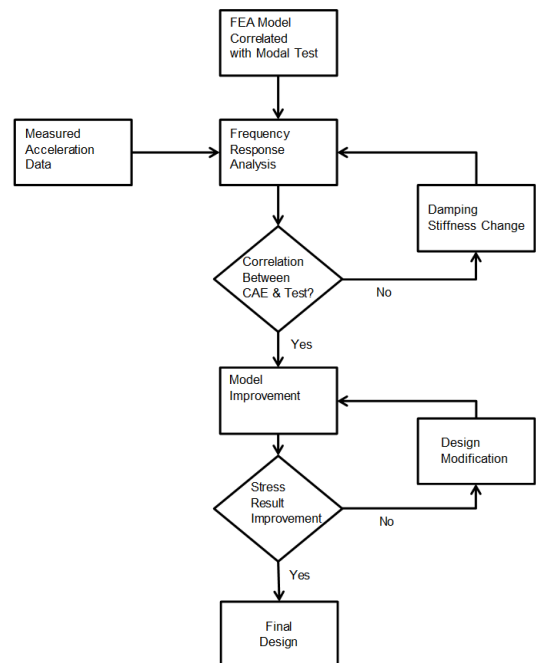 FEA Model
Correlated
with Modal Test
Measured
Acceleration
Data
Frequency
Response
Analysis
Damping
Stiffness Change
Correlation
Between
CAE & Test?
No
Yes
Model
Improvement
Design
Modification
Stress
Result
Improvement
No
Yes
Final
Design